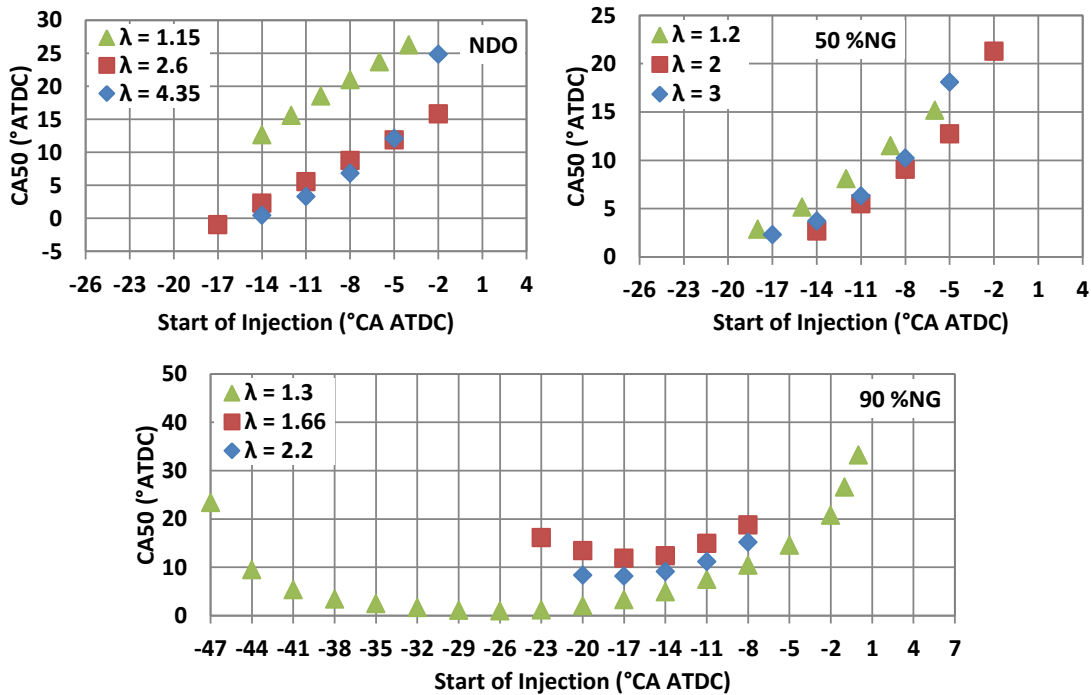 30
25
20
15
10
5
0
-5
CA50 (°ATDC)
λ = 1.15
λ = 2.6
λ = 4.35
NDO
-26 -23 -20 -17 -14 -11 -8 -5 -2 1 4
Start of Injection (°CA ATDC)
25
20
15
10
5
0
CA50 (°ATDC)
λ = 1.2
λ = 2
λ = 3
50 %NG
-26 -23 -20 -17 -14 -11 -8 -5 -2 1 4
Start of Injection (°CA ATDC)
50
40
30
20
10
0
CA50 (°ATDC)
λ = 1.3
λ = 1.66
λ = 2.2
90 %NG
-47 -44 -41 -38 -35 -32 -29 -26 -23 -20 -17 -14 -11 -8 -5 -2 1 4 7
Start of Injection (°CA ATDC)